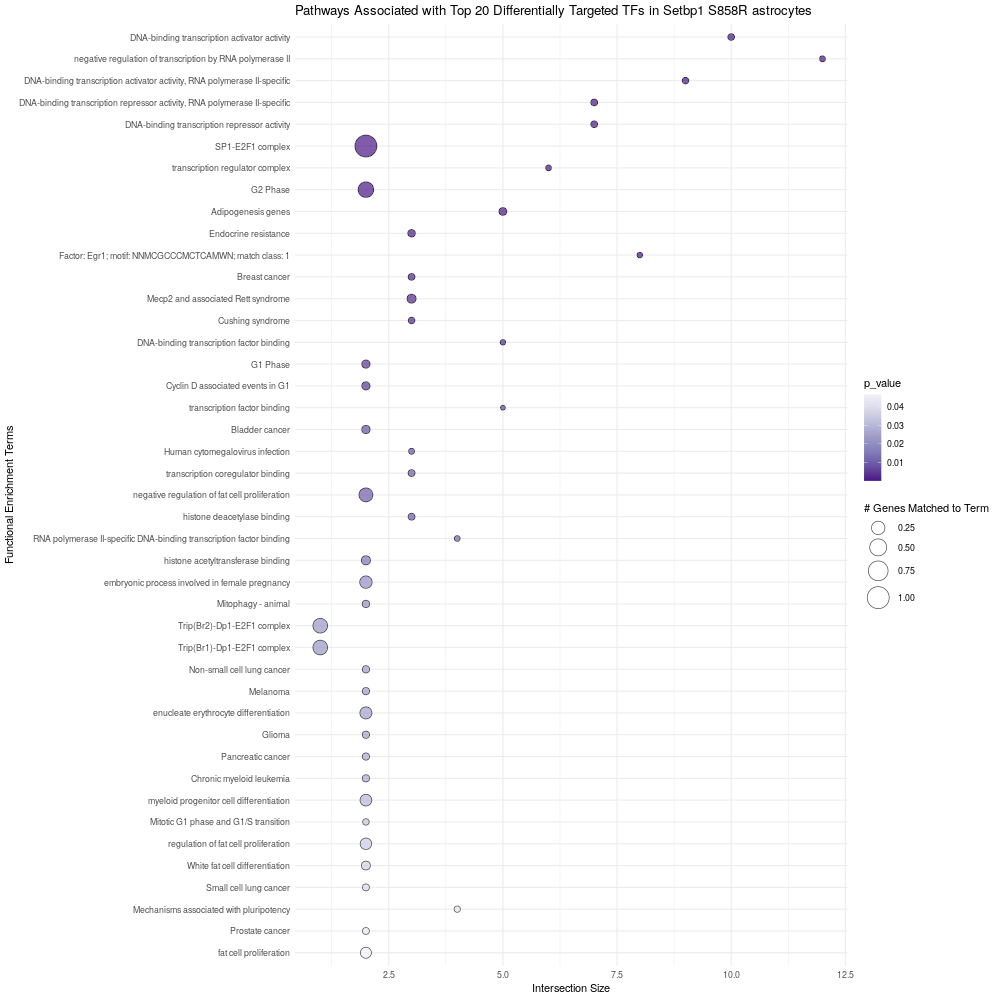 Pathways Associated with Top 20 Differentially Targeted TFs in Setbp1 S858R astrocytes
DNA-binding transcription activator activity
negative regulation of transcription by RNA polymerase II
DNA-binding transcription activator activity, RNA polymerase II-specific
DNA-binding transcription repressor activity, RNA polymerase II-specific
DNA-binding transcription repressor activity
SP1-E2F1 complex
transcription regulator complex
G2 Phase
Adipogenesis genes
Endocrine resistance
Factor: Egr1; motif: NNMCGCCCMCTCAMWN; match class: 1
Breast cancer
Mecp2 and associated Rett syndrome
Cushing syndrome
DNA-binding transcription factor binding
G1 Phase
Cyclin D associated events in G1
transcription factor binding
Bladder cancer
Human cytomegalovirus infection
transcription coregulator binding
negative regulation of fat cell proliferation
histone deacetylase binding
RNA polymerase II-specific DNA-binding transcription factor binding
histone acetyltransferase binding
embryonic process involved in female pregnancy
Mitophagy - animal
Trip(Br2)-Dp1-E2F1 complex
Trip(Br1)-Dp1-E2F1 complex
Non-small cell lung cancer
Melanoma
enucleate erythrocyte differentiation
Glioma
Pancreatic cancer
Chronic myeloid leukemia
myeloid progenitor cell differentiation
Mitotic G1 phase and G1/S transition
regulation of fat cell proliferation
White fat cell differentiation
Small cell lung cancer
Mechanisms associated with pluripotency
Prostate cancer
fat cell proliferation
Functional Enrichment Terms
2.5
5.0
7.5
10.0
12.5
Intersection Size
p_value
0.04
0.03
0.02
0.01
# Genes Matched to Term
0.25
0.50
0.75
1.00